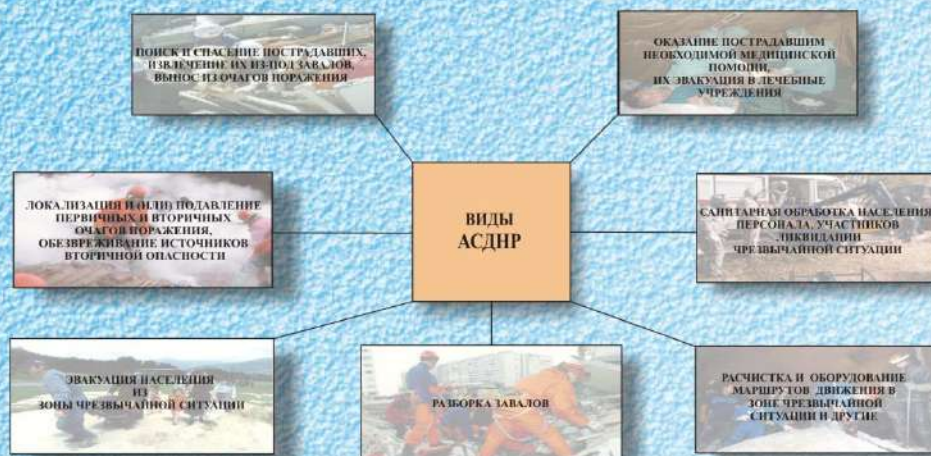 ПОИСК И СПАСЕНИЕ ПОСТРАДАВШИХ,
ИЗВЛЕЧЕНИЕ ИХ ИЗ-ПОД ЗАВАЛОВ,
ВЫНОС ИЗ ОЧАГОВ ПОРАЖЕНИЯ
ОКАЗАНИЕ ПОСТРАДАВШИМ
НЕОБХОДИМОЙ МЕДИЦИНСКОЙ
ПОМОЩИ,
ИХ ЭВАКУАЦИЯ В ЛЕЧЕБНЫЕ
УЧРЕЖДЕНИЯ
ЛОКАЛИЗАЦИЯ И (ИЛИ) ПОДАВЛЕНИЕ
ПЕРВИЧНЫХ И ВТОРИЧНЫХ
ОЧАГОВ ПОРАЖЕНИЯ,
ОБЕЗВРЕЖИВАНИЕ ИСТОЧНИКОВ
ВТОРИЧНОЙ ОПАСНОСТИ
ВИДЫ
АСДНР
САНИТАРНАЯ ОБРАБОТКА НАСЕЛЕНИЯ
ПЕРСОНАЛА, УЧАСТНИКОВ
ЛИКВИДАЦИИ
ЧРЕЗВЫЧАЙНОЙ СИТУАЦИИ
ЭВАКУАЦИЯ НАСЕЛЕНИЯ
ИЗ
ЗОНЫ ЧРЕЗВЫЧАЙНОЙ СИТУАЦИИ
РАЗБОРКА ЗАВАЛОВ
РАСЧИСТКА И ОБОРУДОВАНИЕ
МАРШРУТОВ ДВИЖЕНИЯ В
ЗОНЕ ЧРЕЗВЫЧАЙНОЙ
СИТУАЦИИ И ДРУГИЕ